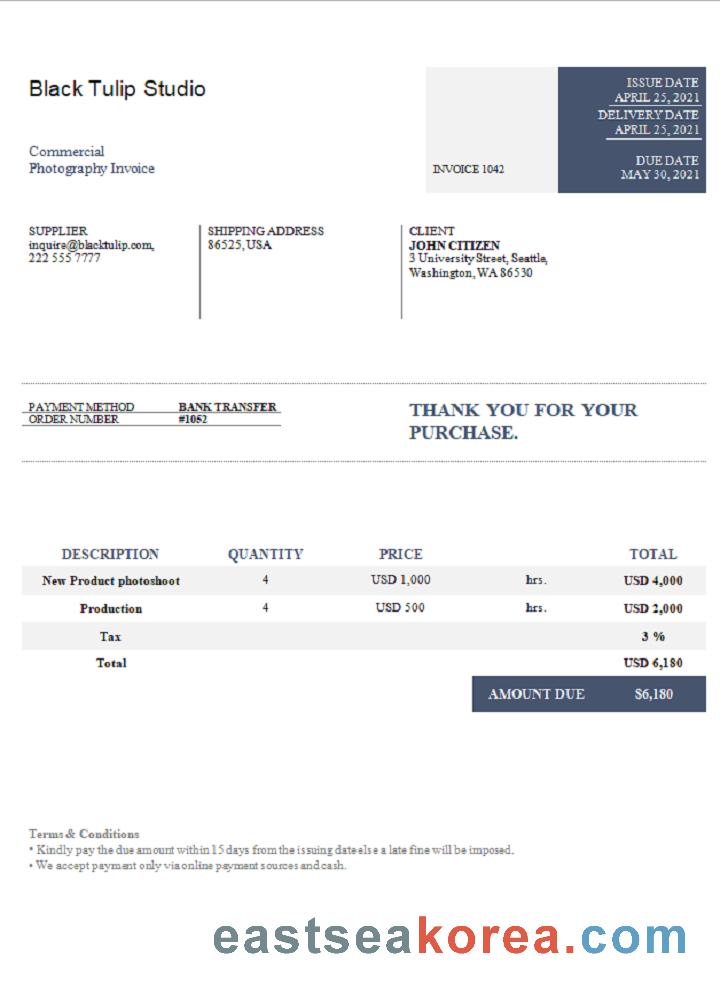 Black Tulip Studio
Commercial
Photography Invoice
INVOICE 1042
ISSUE DATE
APRIL 25, 2021
DELIVERY DATE
APRIL 25, 2021
DUE DATE
MAY 30, 2021
SUPPLIER
inquire@blacktulip.com,
222 555 7777
SHIPPING ADDRESS
86525, USA
CLIENT
JOHN CITIZEN
3 University Street, Seattle,
Washington, WA 86530
PAYMENT METHOD BANK TRANSFER
ORDER NUMBER #1052
THANK YOU FOR YOUR
PURCHASE.
DESCRIPTION QUANTITY PRICE TOTAL
New Product photoshoot 4 USD 1,000 hrs. USD 4,000
Production 4 USD 500 hrs. USD 2,000
Tax 3 %
Total USD 6,180
AMOUNT DUE $6,180
Terms & Conditions
• Kindly pay the due amount within 15 days from the issuing date else a late fine will be imposed.
• We accept payment only via online payment sources and cash.
eastseakorea.com